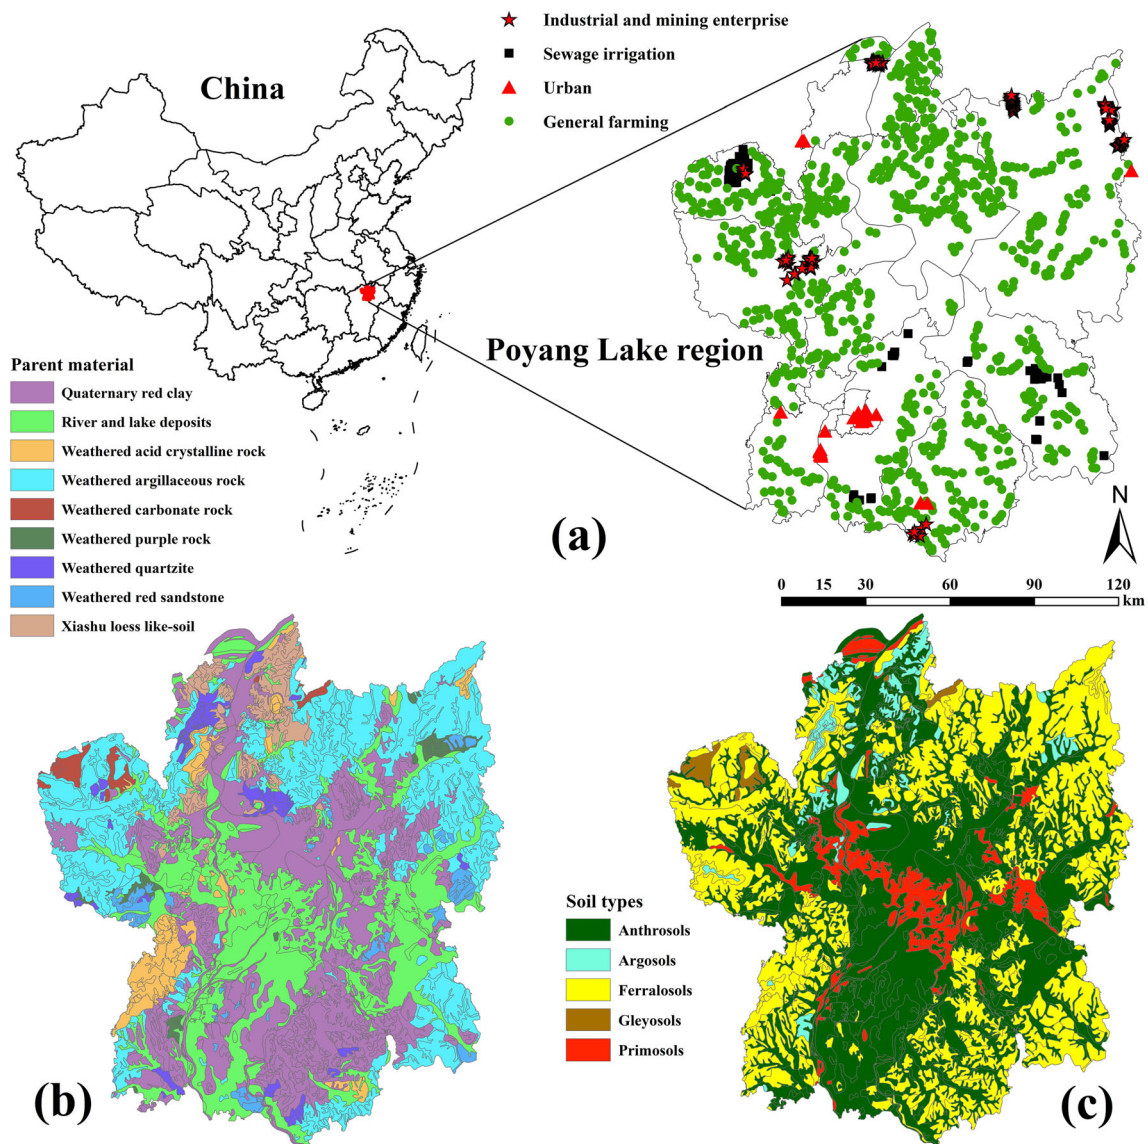 China
Industrial and mining enterprise
Sewage irrigation
Urban
General farming
Poyang Lake region
Parent material
Quaternary red clay
River and lake deposits
Weathered acid crystalline rock
Weathered argillaceous rock
Weathered carbonate rock
Weathered purple rock
Weathered quartzite
Weathered red sandstone
Xiashu loess like-soil
(a)
N
0 15 30 60 90 120
km
Soil types
Anthrosols
Argosols
Ferralosols
Gleyosols
Primosols
(b)
(c)